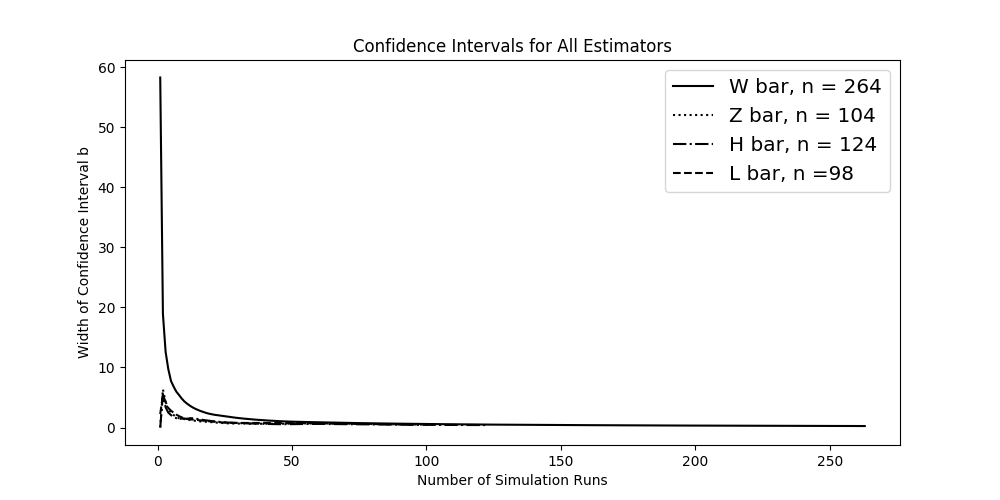 Confidence Intervals for All Estimators
W bar, n = 264
Z bar, n = 104
H bar, n = 124
L bar, n =98
Width of Confidence Interval b
60
50
40
30
20
10
0
0 50 100 150 200 250
Number of Simulation Runs